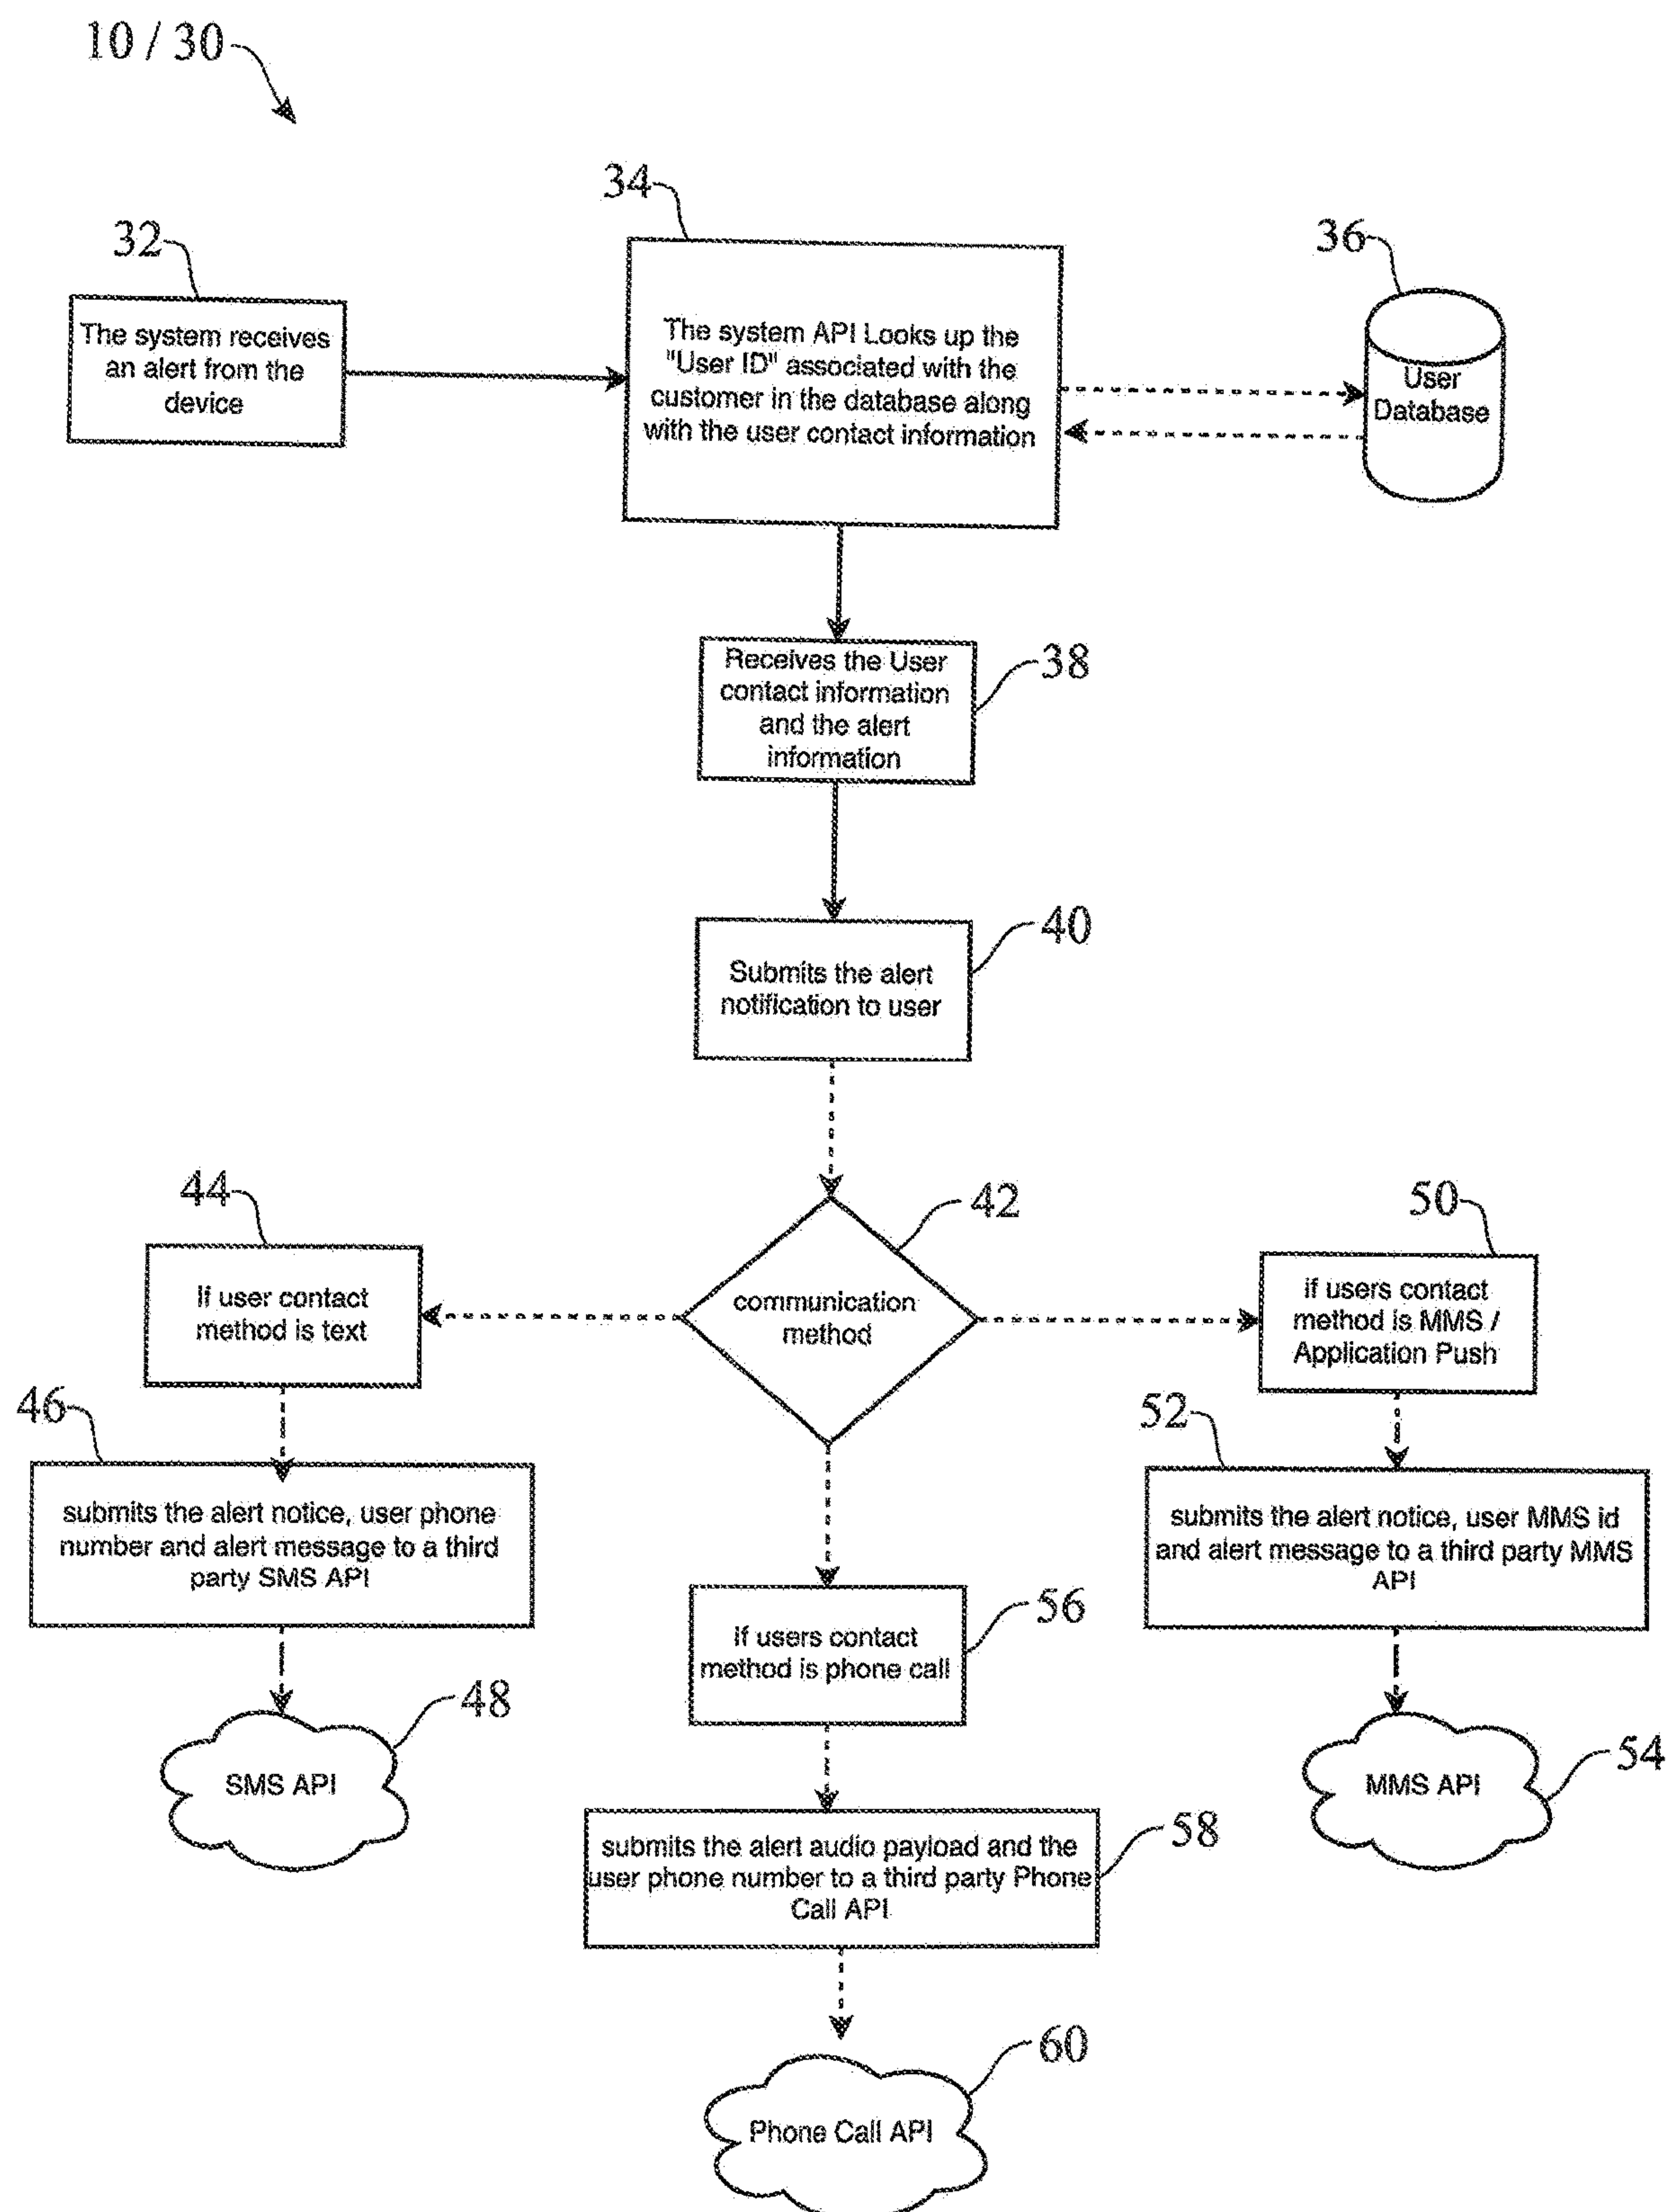 10 / 30
34
32
36
The system receives
an alert from the
device
The system API Looks up the
"User ID" associated with the
customer in the database along
with the user contact information
User
Database
Receives the User
contact information
and the alert
information
38
40
Submits the alert
notification to user
44
42
50
If user contact
method is text
communication
method
if users contact
method is MMS /
Application Push
46
52
submits the alert notice, user phone
number and alert message to a third
party SMS API
submits the alert notice, user MMS id
and alert message to a third party MMS
API
56
If users contact
method is phone call
48
SMS API
54
MMS API
58
submits the alert audio payload and the
user phone number to a third party Phone
Call API
60
Phone Call API